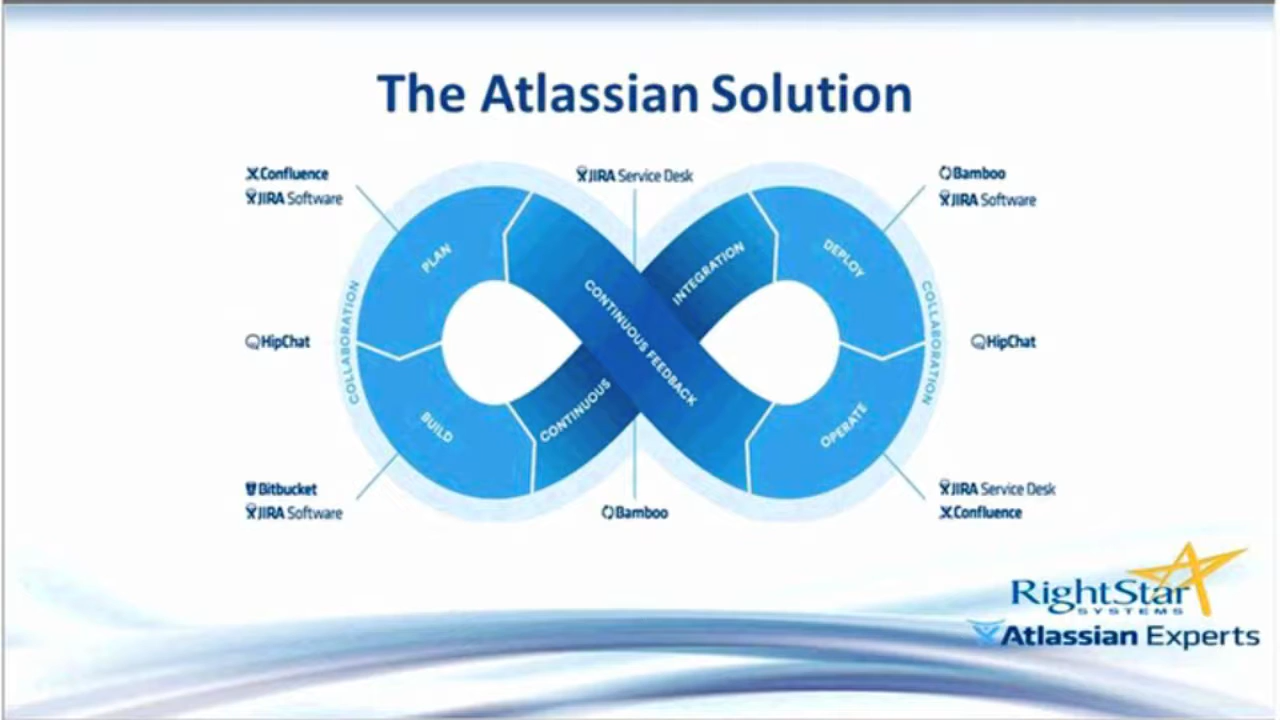 The Atlassian Solution
Confluence
JIRA Software
JIRA Service Desk
Bamboo
JIRA Software
PLAN
CONTINUOUS FEEDBACK
INTEGRATION
DEPLOY
COLLABORATION
HipChat
COLLABORATION
HipChat
BUILD
CONTINUOUS
OPERATE
Bitbucket
JIRA Software
Bamboo
JIRA Service Desk
Confluence
RightStar
SYSTEMS
Atlassian Experts